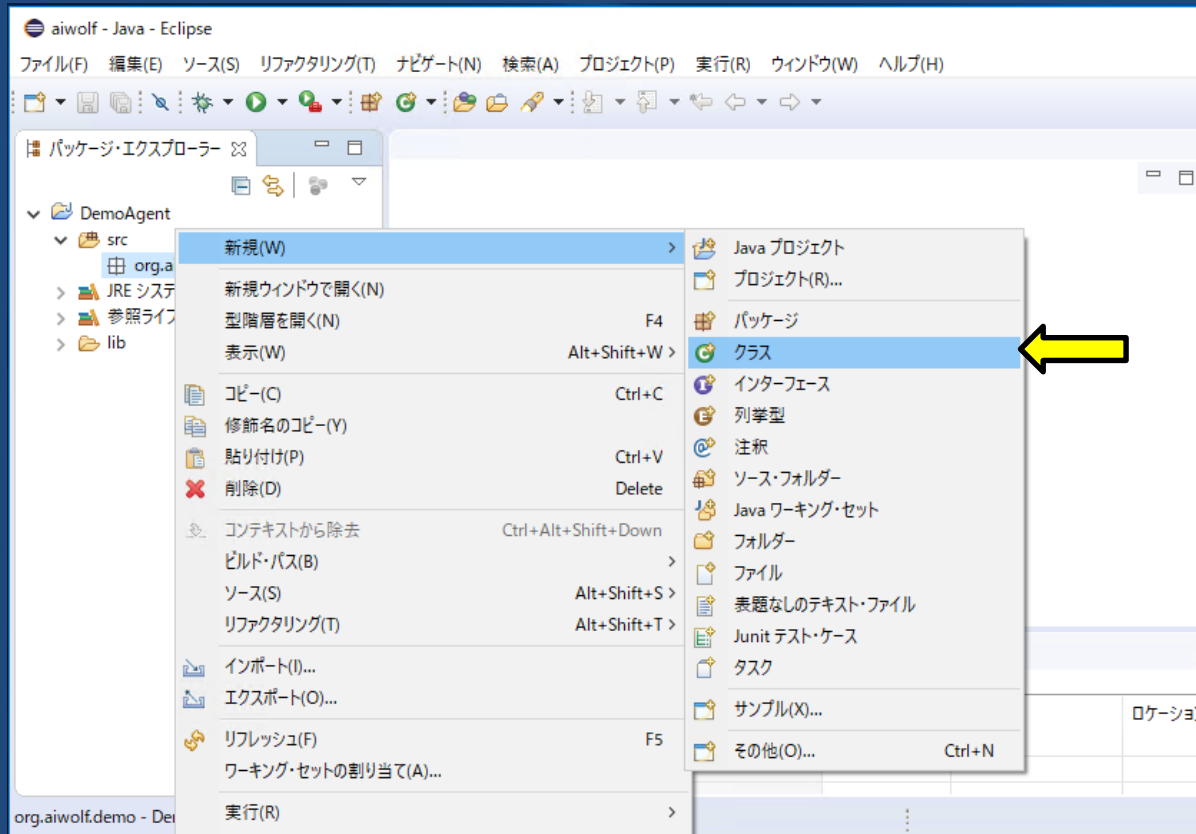 aiwolf - Java - Eclipse
ファイル(F) 編集(E) ソース(S) リファクタリング(T) ナビゲート(N) 検索(A) プロジェクト(P) 実行(R) ウィンドウ(W) ヘルプ(H)
パッケージ・エクスプローラー
DemoAgent
src
org.a
JRE システ
参照ライブ
lib
新規(W)
新規ウィンドウで開く(N)
型階層を開く(N) F4
表示(W) Alt+Shift+W
コピー(C) Ctrl+C
修飾名のコピー(Y)
貼り付け(P) Ctrl+V
削除(D) Delete
コンテキストから除去 Ctrl+Alt+Shift+Down
ビルド・パス(B)
ソース(S) Alt+Shift+S
リファクタリング(T) Alt+Shift+T
インポート(I)...
エクスポート(O)...
リフレッシュ(F) F5
ワーキング・セットの割り当て(A)...
実行(R)
Java プロジェクト
プロジェクト(R)...
パッケージ
クラス
インターフェース
列挙型
注釈
ソース・フォルダー
Java ワーキング・セット
フォルダー
ファイル
表題なしのテキスト・ファイル
Junit テスト・ケース
タスク
サンプル(X)...
その他(O)... Ctrl+N
ロケーション
org.aiwolf.demo - De